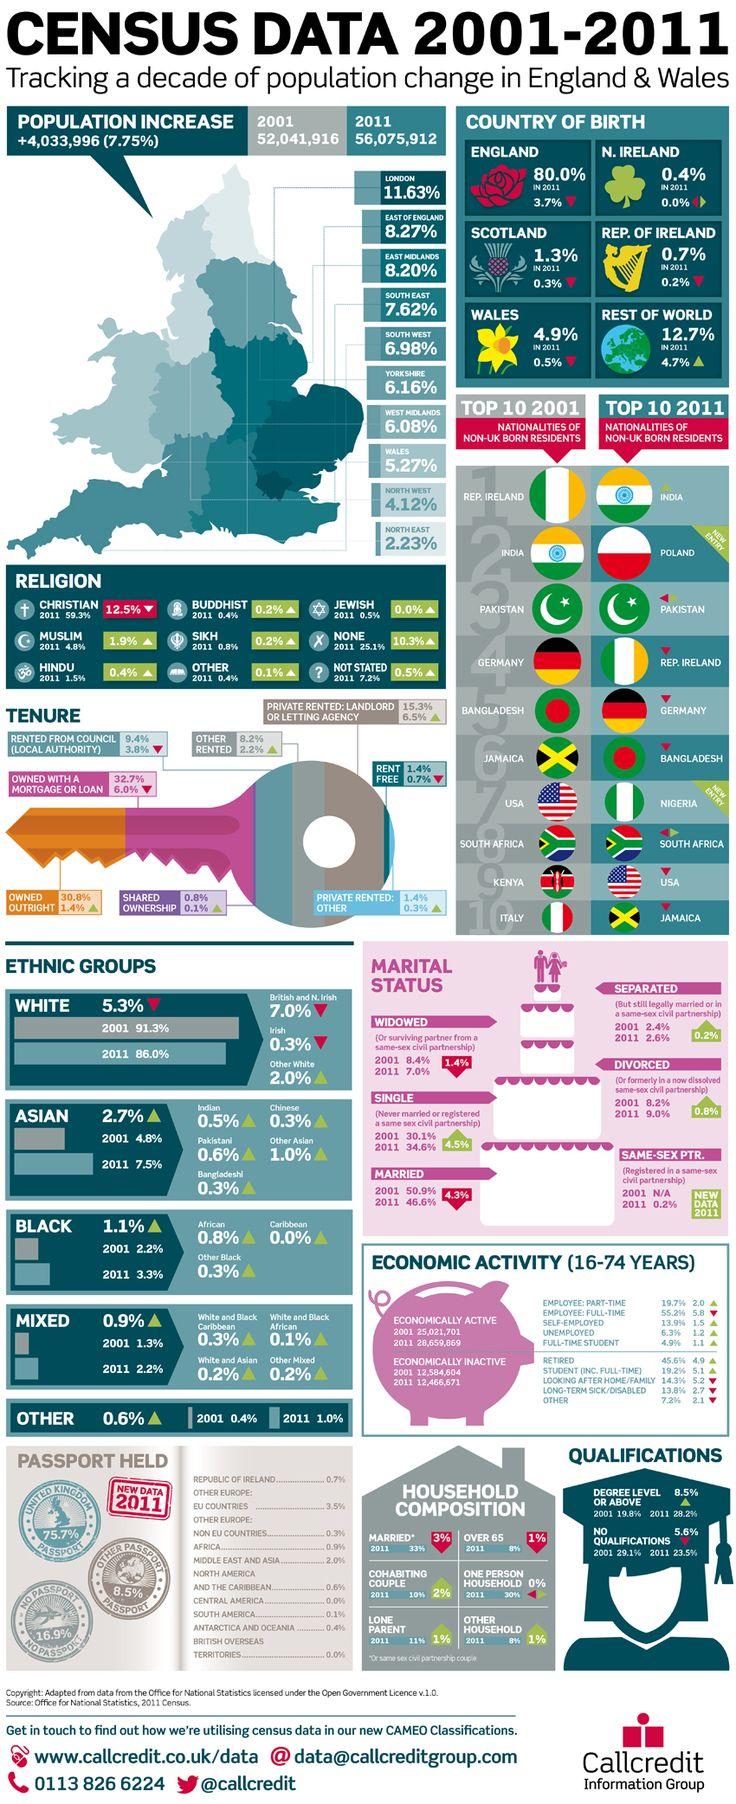 CENSUS DATA 2001-2011
Tracking a decade of population change in England & Wales
POPULATION INCREASE
+4,033,996 (7.75%)
2001
52,041,916
2011
56,075,912
LONDON
11.63%
EAST OF ENGLAND
8.27%
EAST MIDLANDS
8.20%
SOUTH EAST
7.62%
SOUTH WEST
6.98%
YORKSHIRE
6.16%
WEST MIDLANDS
6.08%
WALES
5.27%
NORTH WEST
4.12%
NORTH EAST
2.23%
COUNTRY OF BIRTH
ENGLAND
80.0%
IN 2011
3.7%
N. IRELAND
0.4%
IN 2011
0.0%
SCOTLAND
1.3%
IN 2011
0.3%
REP. OF IRELAND
0.7%
IN 2011
0.2%
WALES
4.9%
IN 2011
0.5%
REST OF WORLD
12.7%
IN 2011
4.7%
TOP 10 2001
NATIONALITIES OF
NON-UK BORN RESIDENTS
TOP 10 2011
NATIONALITIES OF
NON-UK BORN RESIDENTS
1
REP. IRELAND
INDIA
2
INDIA
POLAND
NEW ENTRY
3
PAKISTAN
PAKISTAN
4
GERMANY
REP. IRELAND
5
BANGLADESH
GERMANY
6
JAMAICA
BANGLADESH
7
USA
NIGERIA
NEW ENTRY
8
SOUTH AFRICA
SOUTH AFRICA
9
KENYA
USA
10
ITALY
JAMAICA
RELIGION
CHRISTIAN
2011 59.3%
12.5%
BUDDHIST
2011 0.4%
0.2%
JEWISH
2011 0.5%
0.0%
MUSLIM
2011 4.8%
1.9%
SIKH
2011 0.8%
0.2%
NONE
2011 25.1%
10.3%
HINDU
2011 1.5%
0.4%
OTHER
2011 0.4%
0.1%
NOT STATED
2011 7.2%
0.5%
TENURE
PRIVATE RENTED: LANDLORD
OR LETTING AGENCY
15.3%
6.5%
RENTED FROM COUNCIL
(LOCAL AUTHORITY)
9.4%
3.8%
OTHER
RENTED
8.2%
2.2%
RENT
FREE
1.4%
0.7%
OWNED WITH A
MORTGAGE OR LOAN
32.7%
6.0%
OWNED
OUTRIGHT
30.8%
1.4%
SHARED
OWNERSHIP
0.8%
0.1%
PRIVATE RENTED:
OTHER
1.4%
0.3%
ETHNIC GROUPS
WHITE 5.3%
2001 91.3%
2011 86.0%
British and N. Irish
7.0%
Irish
0.3%
Other White
2.0%
ASIAN 2.7%
2001 4.8%
2011 7.5%
Indian
0.5%
Chinese
0.3%
Pakistani
0.6%
Other Asian
1.0%
Bangladeshi
0.3%
BLACK 1.1%
2001 2.2%
2011 3.3%
African
0.8%
Caribbean
0.0%
Other Black
0.3%
MIXED 0.9%
2001 1.3%
2011 2.2%
White and Black
Caribbean
0.3%
White and Black
African
0.1%
White and Asian
0.2%
Other Mixed
0.2%
OTHER 0.6%
2001 0.4%
2011 1.0%
MARITAL
STATUS
WIDOWED
(Or surviving partner from a
same-sex civil partnership)
2001 8.4%
2011 7.0%
1.4%
SINGLE
(Never married or registered
a same sex civil partnership)
2001 30.1%
2011 34.6%
4.5%
MARRIED
2001 50.9%
2011 46.6%
4.3%
SEPARATED
(But still legally married or in
a same-sex civil partnership)
2001 2.4%
2011 2.6%
0.2%
DIVORCED
(Or formerly in a now dissolved
same-sex civil partnership)
2001 8.2%
2011 9.0%
0.8%
SAME-SEX PTR.
(Registered in a same-sex
civil partnership)
2001 N/A
2011 0.2%
NEW
DATA
2011
ECONOMIC ACTIVITY (16-74 YEARS)
ECONOMICALLY ACTIVE
2001 25,021,701
2011 28,659,869
ECONOMICALLY INACTIVE
2001 12,584,604
2011 12,466,671
EMPLOYEE: PART-TIME 19.7% 2.0
EMPLOYEE: FULL-TIME 55.2% 5.8
SELF-EMPLOYED 13.9% 1.5
UNEMPLOYED 6.3% 1.2
FULL-TIME STUDENT 4.9% 1.1
RETIRED 45.6% 4.9
STUDENT (INC. FULL-TIME) 19.2% 5.1
LOOKING AFTER HOME/FAMILY 14.3% 5.2
LONG-TERM SICK/DISABLED 13.8% 2.7
OTHER 7.2% 2.1
PASSPORT HELD
NEW DATA
2011
UNITED KINGDOM
75.7%
PASSPORT
OTHER PASSPORT
8.5%
PASSPORT
NO PASSPORT
16.9%
NO PASSPORT
REPUBLIC OF IRELAND 0.7%
OTHER EUROPE:
EU COUNTRIES 3.5%
OTHER EUROPE:
NON EU COUNTRIES 0.3%
AFRICA 0.9%
MIDDLE EAST AND ASIA 2.0%
NORTH AMERICA
AND THE CARIBBEAN 0.6%
CENTRAL AMERICA 0.0%
SOUTH AMERICA 0.1%
ANTARCTICA AND OCEANIA 0.4%
BRITISH OVERSEAS
TERRITORIES 0.0%
HOUSEHOLD
COMPOSITION
MARRIED*
2011 33%
3%
OVER 65
2011 8%
1%
COHABITING
COUPLE
2011 10%
2%
ONE PERSON
HOUSEHOLD 0%
2011 30%
LONE
PARENT
2011 11%
1%
OTHER
HOUSEHOLD
2011 8%
1%
*Or same sex civil partnership couple
QUALIFICATIONS
DEGREE LEVEL
OR ABOVE
8.5%
2001 19.8% 2011 28.2%
NO
QUALIFICATIONS
5.6%
2001 29.1% 2011 23.5%
Copyright: Adapted from data from the Office for National Statistics licensed under the Open Government Licence v.1.0.
Source: Office for National Statistics, 2011 Census.
Get in touch to find out how we're utilising census data in our new CAMEO Classifications.
www.callcredit.co.uk/data @ data@callcreditgroup.com
0113 826 6224 @callcredit
Callcredit
Information Group